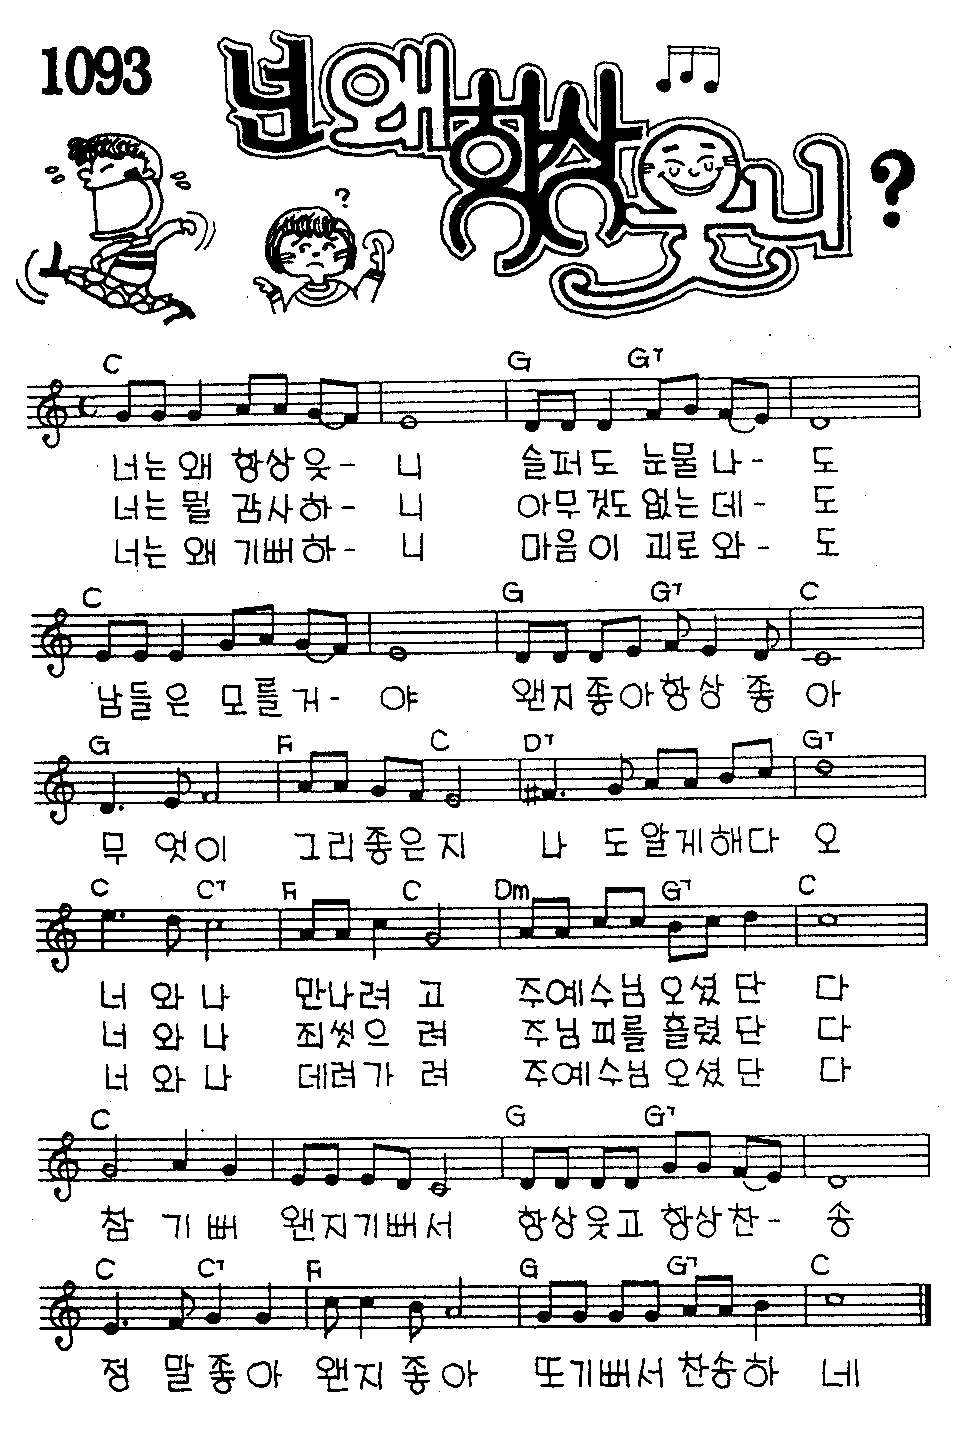 1093
넌 왜 항상 웃니?
C G G7
너는 왜 항상 웃- 니 슬퍼도 눈물 나- 도
너는 뭘 감사하- 니 아무것도 없는데- 도
너는 왜 기뻐하- 니 마음이 괴로와- 도
C G G7 C
남들은 모를거- 야 왠지좋아항상 좋 아
G F C D7 G7
무 엇이 그리좋은지 나 도알게해다 오
C C7 F C Dm G7 C
너 와 나 만나려 고 주예수님 오셨 단 다
너 와 나 죄씻으 려 주님피를 흘렸 단 다
너 와 나 데려가 려 주예수님 오셨 단 다
C G G7
참 기 뻐 왠지기뻐서 항상웃고 항상찬- 송
C C7 F G G7 C
정 말좋아 왠지 좋아 또기뻐서 찬송하 네